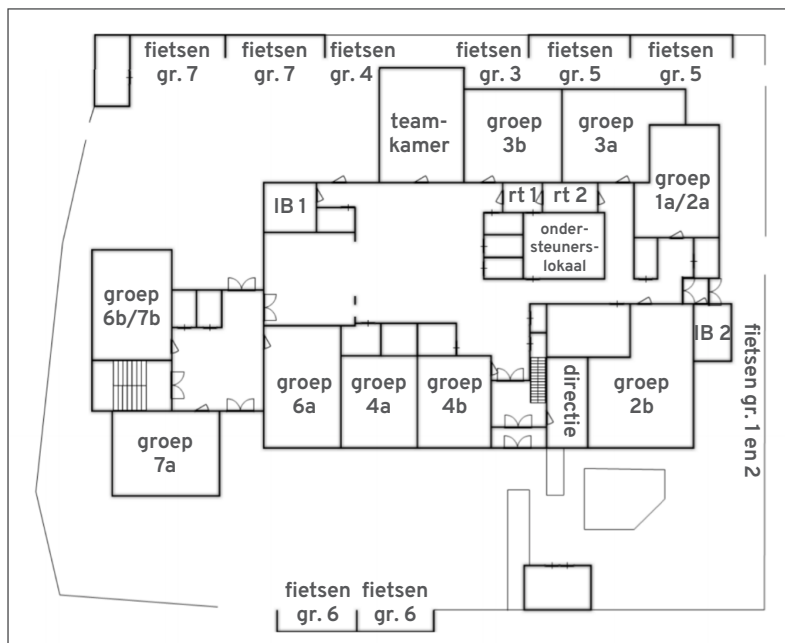 fietsen
gr. 7
fietsen
gr. 7
fietsen
gr. 4
fietsen
gr. 3
fietsen
gr. 5
fietsen
gr. 5
team-
kamer
groep
3b
groep
3a
groep
1a/2a
IB 1
rt 1
rt 2
onder-
steuners-
lokaal
groep
6b/7b
IB 2
groep
6a
groep
4a
groep
4b
directie
groep
2b
fietsen gr. 1 en 2
groep
7a
fietsen
gr. 6
fietsen
gr. 6